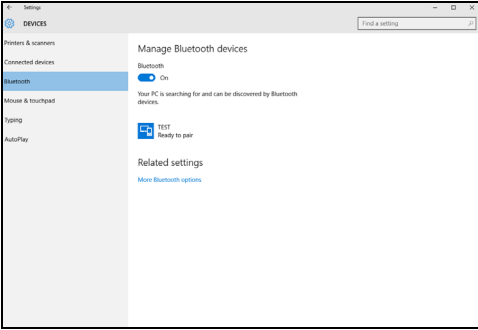 Settings
DEVICES
Find a setting
Printers & scanners
Connected devices
Bluetooth
Mouse & touchpad
Typing
AutoPlay
Manage Bluetooth devices
Bluetooth
On
Your PC is searching for and can be discovered by Bluetooth
devices.
TEST
Ready to pair
Related settings
More Bluetooth options